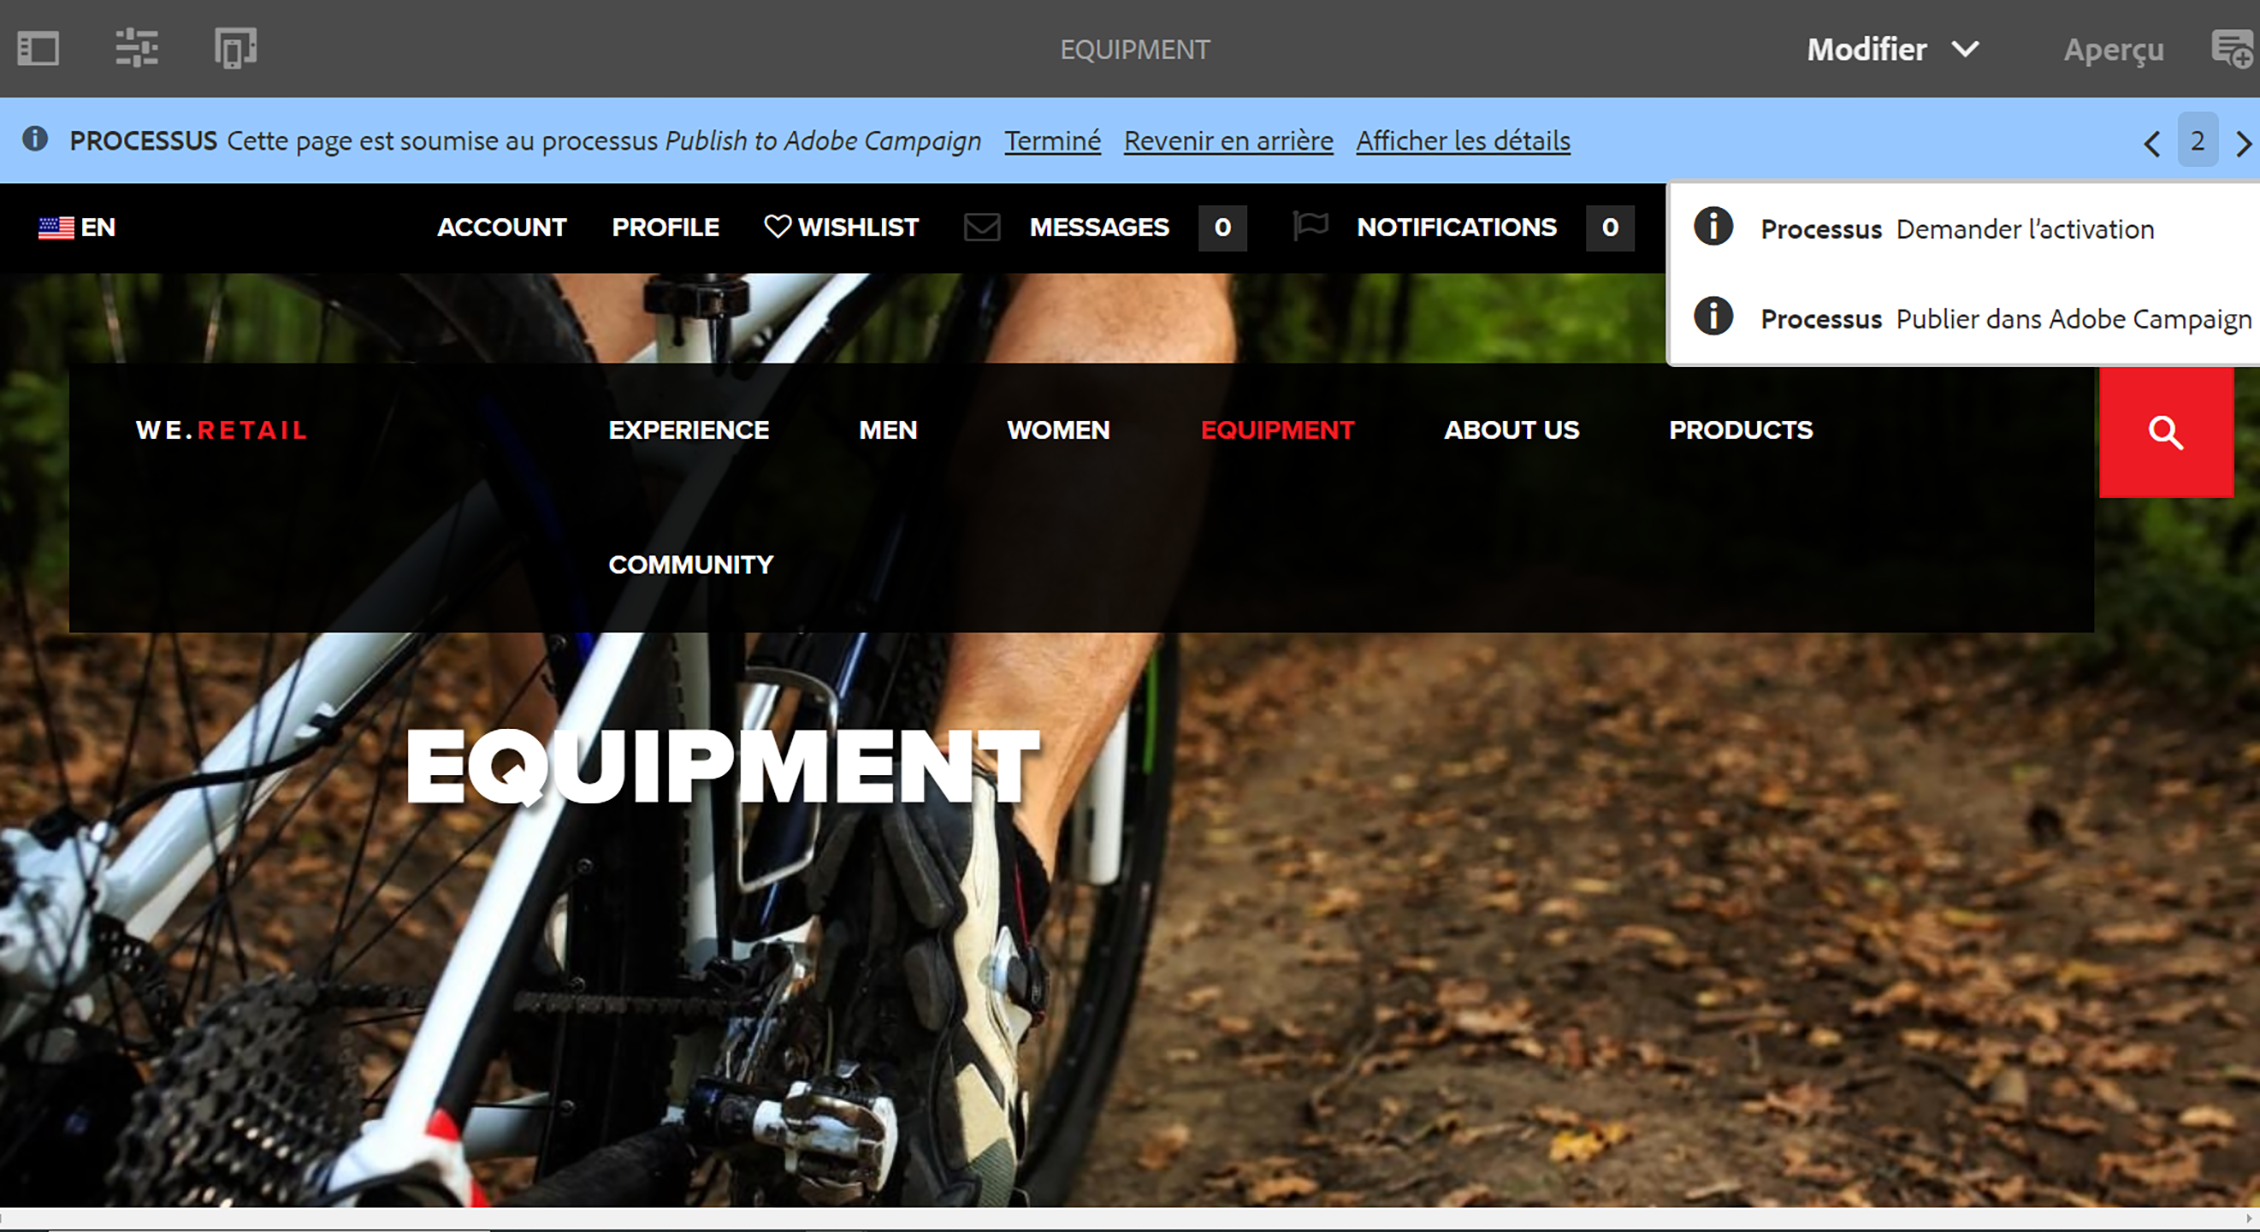 EQUIPMENT Modifier Aperçu
PROCESSUS Cette page est soumise au processus Publish to Adobe Campaign Terminé Revenir en arrière Afficher les détails 2
EN ACCOUNT PROFILE WISHLIST MESSAGES 0 NOTIFICATIONS 0
Processus Demander l’activation
Processus Publier dans Adobe Campaign
WE.RETAIL EXPERIENCE MEN WOMEN EQUIPMENT ABOUT US PRODUCTS
COMMUNITY
EQUIPMENT